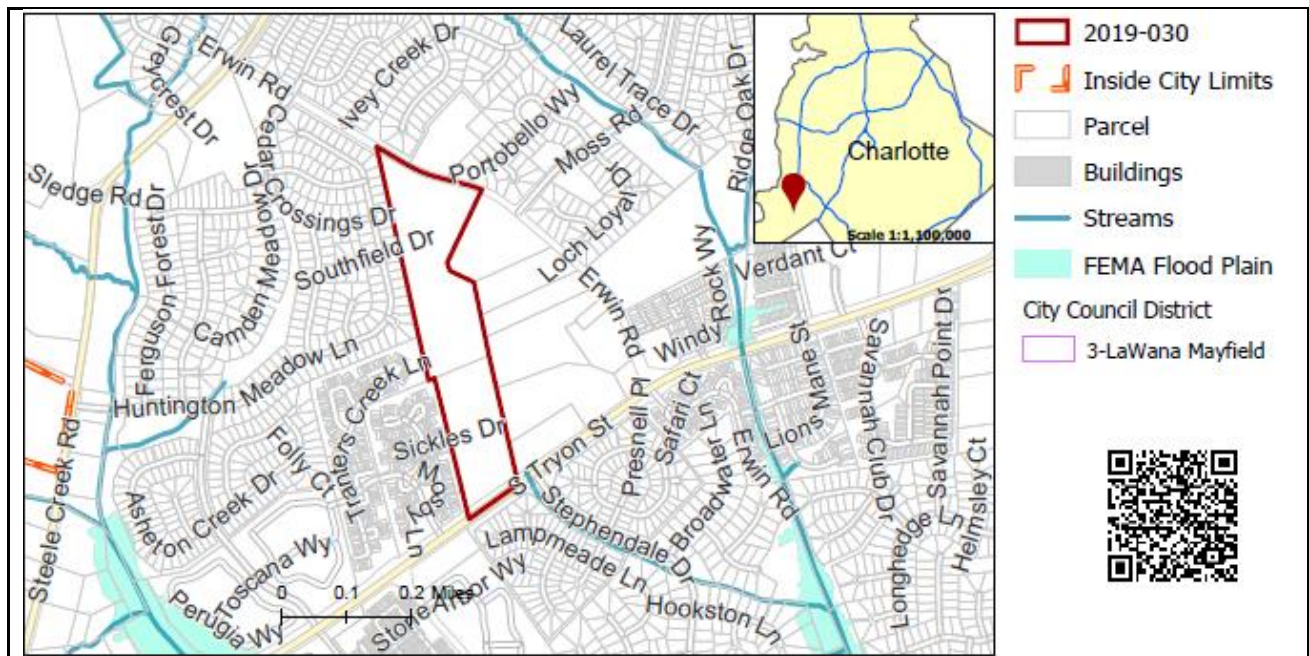 Greycrest Dr
Erwin Rd
Ivey Creek Dr
Laurel Trace Dr
Ridge Oak Dr
Cedar Crossings Dr
Portobello Wy
Moss Rd
Sledge Rd
Ferguson Forest Dr
Camden Meadow Dr
Southfield Dr
Loch Loyal Dr
Erwin Rd
Windy Rock Wy
Verdant Ct
Huntington Meadow Ln
Tranters Creek Ln
Sickles Dr
Mosby Ln
Folly Ct
Asheton Creek Dr
Toscana Wy
Perugia Wy
Steele Creek Rd
S Tryon St
Presnell Pl
Safari Ct
Broadwater Ln
Erwin Rd
Lions Mane St
Savannah Club Dr
Savannah Point Dr
Helmsley Ct
Longhedge Ln
Stephendale Dr
Lampmeade Ln
Hookston Ln
Stone Arbor Wy
0 0.1 0.2 Miles
Charlotte
Scale 1:1,100,000
2019-030
Inside City Limits
Parcel
Buildings
Streams
FEMA Flood Plain
City Council District
3-LaWana Mayfield